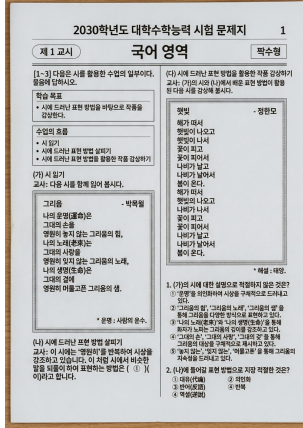 2030학년도 대학수학능력 시험 문제지
1
제 1 교시
국어 영역
짝수형
[1~3] 다음은 시를 활용한 수업의 일부이다.
물음에 답하시오.
학습 목표
• 시에 드러난 표현 방법을 바탕으로 작품을
감상한다.
수업의 흐름
• 시 읽기
• 시에 드러난 표현 방법 살피기
• 시에 드러난 표현 방법을 활용한 작품 감상하기
(가) 시 읽기
교사: 다음 시를 함께 읽어 봅시다.
그리움 - 박목월
나의 운명(運命)은
그대의 손을
영원히 놓지 않는 그리움의 힘,
나의 노래(老來)는
그대의 사랑을
영원히 잊지 않는 그리움의 노래,
나의 생명(生命)은
그대의 곁에
영원히 머물고픈 그리움의 샘.
* 운명 : 사람의 운수.
(나) 시에 드러난 표현 방법 살피기
교사: 이 시에는 '영원히'를 반복하여 시상을
강조하고 있습니다. 이 처럼 시에서 비슷한
말을 되풀이 하여 표현하는 방법은 ( ① )(
이)라고 합니다.
(다) 시에 드러난 표현 방법을 활용한 작품 감상하기
교사: (가)의 시와 (나)에서 배운 표현 방법이 활용
된 다음 시를 감상해 봅시다.
햇빛 - 정한모
해가 떠서
햇빛이 나오고
햇빛이 나서
꽃이 피고
꽃이 피어서
나비가 날고
나비가 날아서
봄이 온다.
해가 떠서
햇빛이 나오고
햇빛이 나서
꽃이 피고
꽃이 피어서
나비가 나서
나비가 날고
나비가 날어서
봄이 온다.
* 해설 : 태양.
1. (가)의 시에 대한 설명으로 적절하지 않은 것은?
① '운명'을 의인화하여 시상을 구체적으로 드러내고
있다.
② '그리움의 힘', '그리움의 노래', '그리움의 샘' 을
통해 그리움을 다양한 방식으로 표현하고 있다.
③ '나의 노래(老來)'와 '나의 생명(生命)'을 통해
화자가 느끼는 그리움의 깊이를 강조하고 있다.
④ '그대의 손', '그대의 사랑', '그대의 것' 을 통해
그리움의 대상을 구체적으로 제시하고 있다.
⑤ '놓지 않는', '잊지 않는', '머물고픈' 을 통해 그리움의
지속성을 드러내고 있다.
2. (나)에 들어갈 표현 방법으로 가장 적절한 것은?
① 대유(代喩) ② 의인화
③ 반어(反語) ④ 반복
④ 역설(逆說)